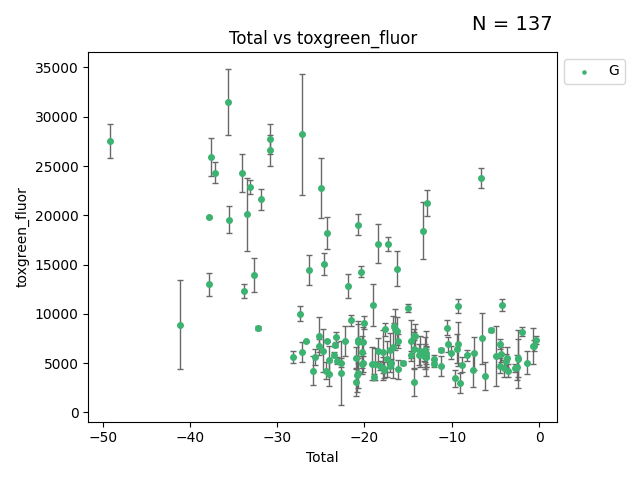 N = 137
Total vs toxgreen_fluor
G
35000
30000
25000
20000
15000
10000
5000
0
toxgreen_fluor
−50 −40 −30 −20 −10 0
Total